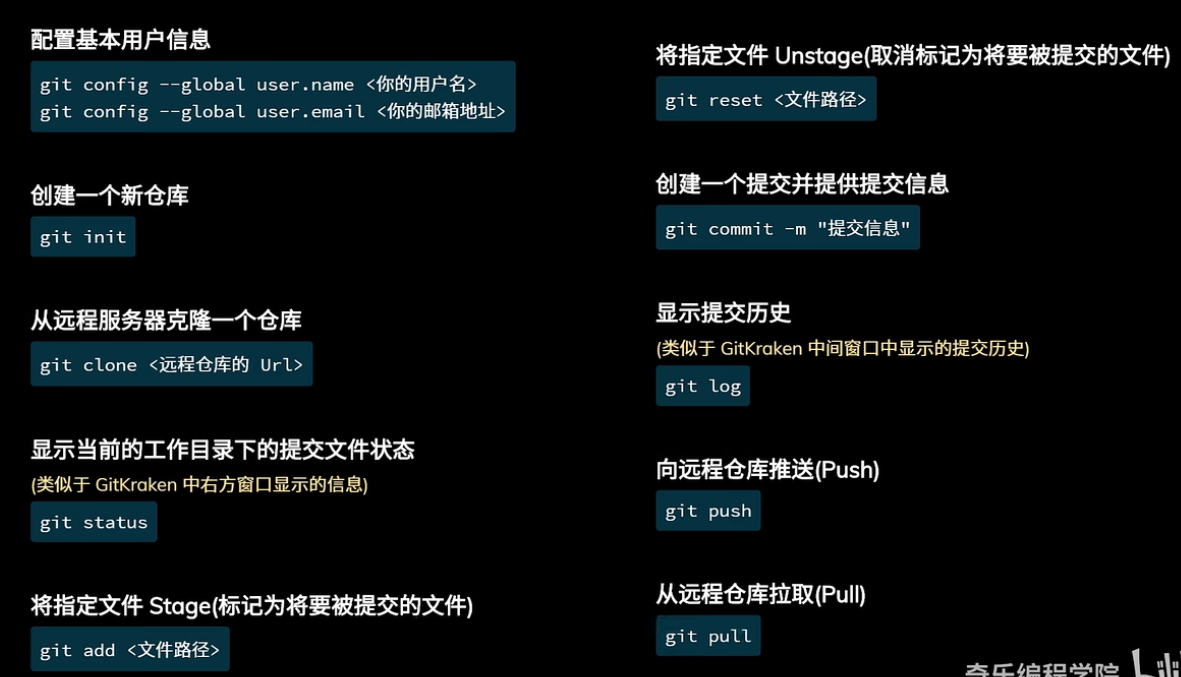 配置基本用户信息
git config --global user.name <你的用户名>
git config --global user.email <你的邮箱地址>
创建一个新仓库
git init
从远程服务器克隆一个仓库
git clone <远程仓库的 Url>
显示当前的工作目录下的提交文件状态
(类似于 GitKraken 中右方窗口显示的信息)
git status
将指定文件 Stage(标记为将要被提交的文件)
git add <文件路径>
将指定文件 Unstage(取消标记为将要被提交的文件)
git reset <文件路径>
创建一个提交并提供提交信息
git commit -m "提交信息"
显示提交历史
(类似于 GitKraken 中间窗口中显示的提交历史)
git log
向远程仓库推送(Push)
git push
从远程仓库拉取(Pull)
git pull
奇乐编程学院